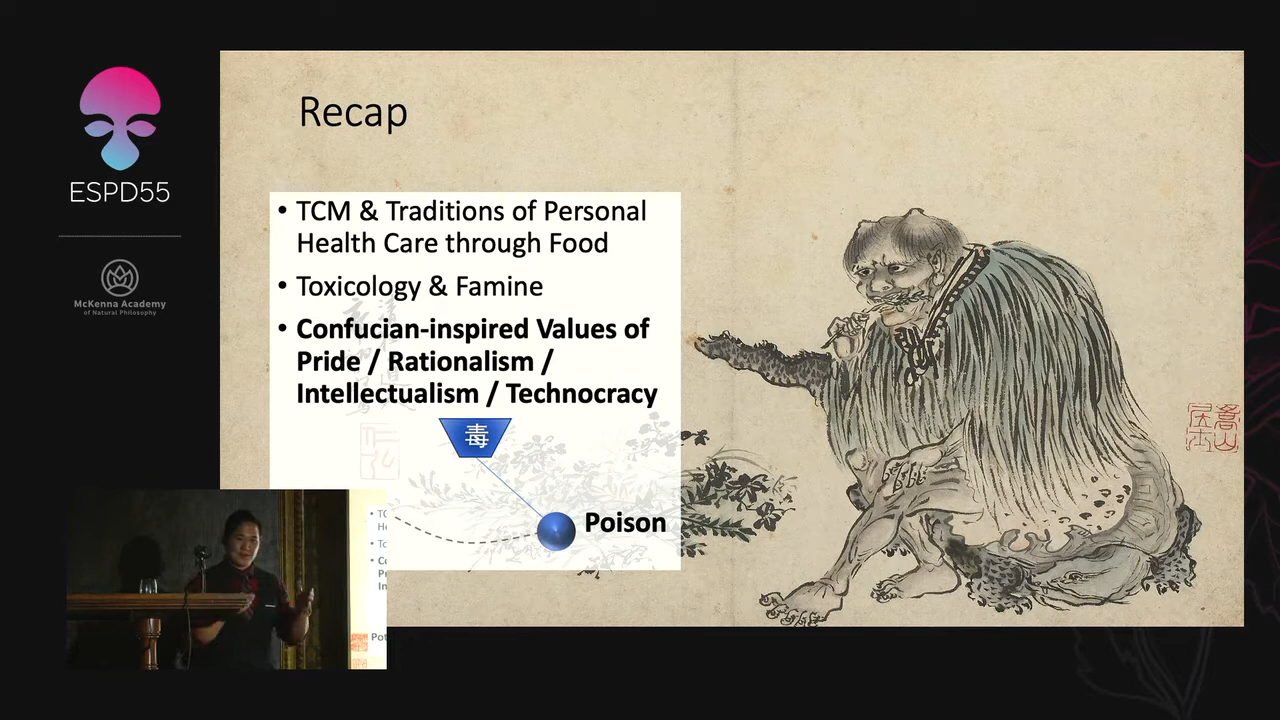 ESPD55
McKenna Academy
of Natural Philosophy
Recap
• TCM & Traditions of Personal
Health Care through Food
• Toxicology & Famine
• Confucian-inspired Values of
Pride / Rationalism /
Intellectualism / Technocracy
毒
Poison